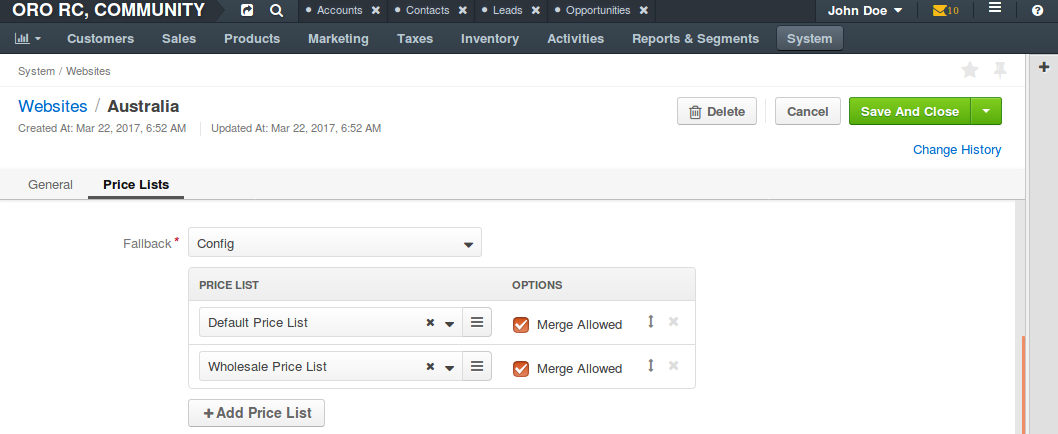 ORO RC, COMMUNITY Accounts Contacts Leads Opportunities John Doe 10
Customers Sales Products Marketing Taxes Inventory Activities Reports & Segments System
System / Websites
Websites / Australia Delete Cancel Save And Close
Created At: Mar 22, 2017, 6:52 AM Updated At: Mar 22, 2017, 6:52 AM
Change History
General Price Lists
Fallback * Config
PRICE LIST OPTIONS
Default Price List Merge Allowed
Wholesale Price List Merge Allowed
+ Add Price List